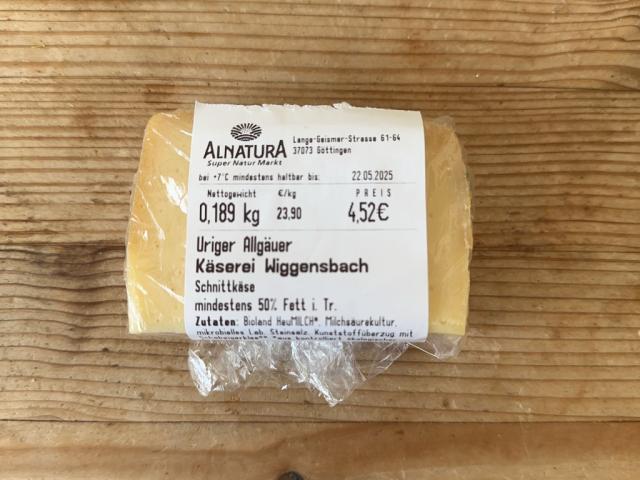 ALNATURA
Super Natur Markt
Lange-Geismar-Strasse 61-64
37073 Göttingen
bei +7°C mindestens haltbar bis: 22.05.2025
Nettogewicht €/kg PREIS
0,189 kg 23,90 4,52€
Uriger Allgäuer
Käserei Wiggensbach
Schnittkäse
mindestens 50% Fett i. Tr.
Zutaten: Bioland HeuMILCH*, Milchsäurekultur,
mikrobielles Lab, Steinsalz, Kunststoffüberzug mit